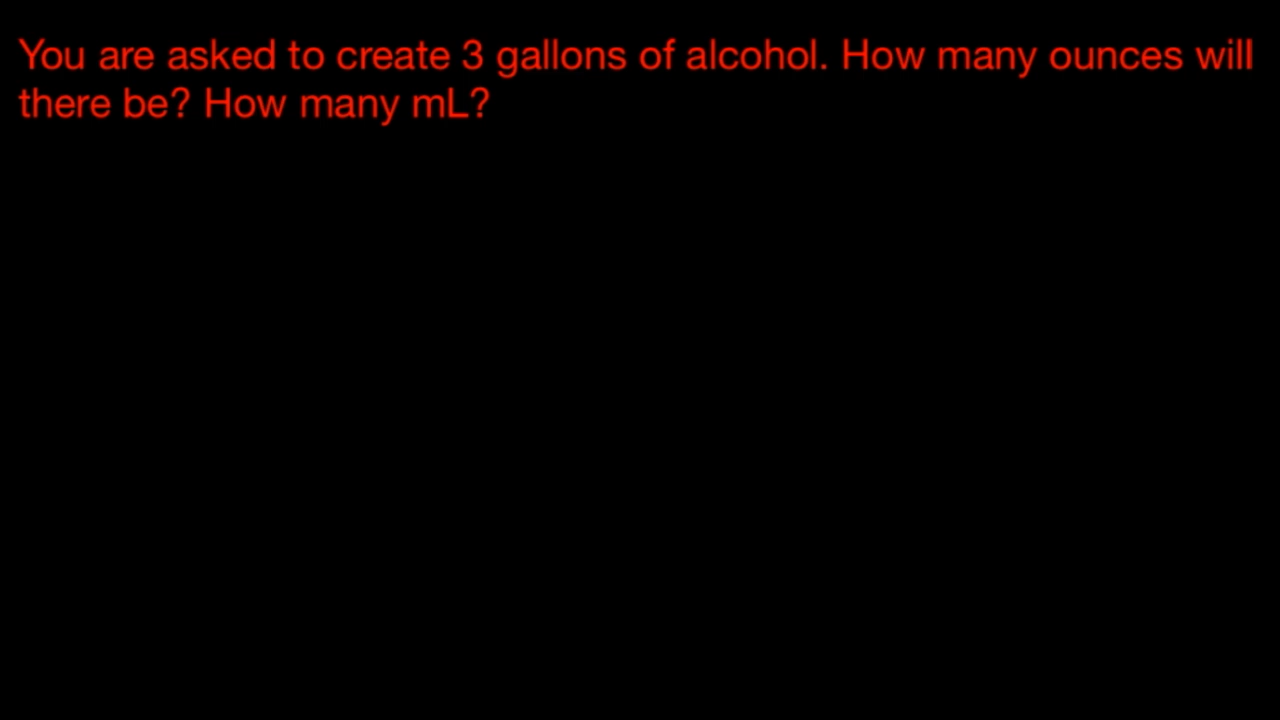 You are asked to create 3 gallons of alcohol. How many ounces will
there be? How many mL?